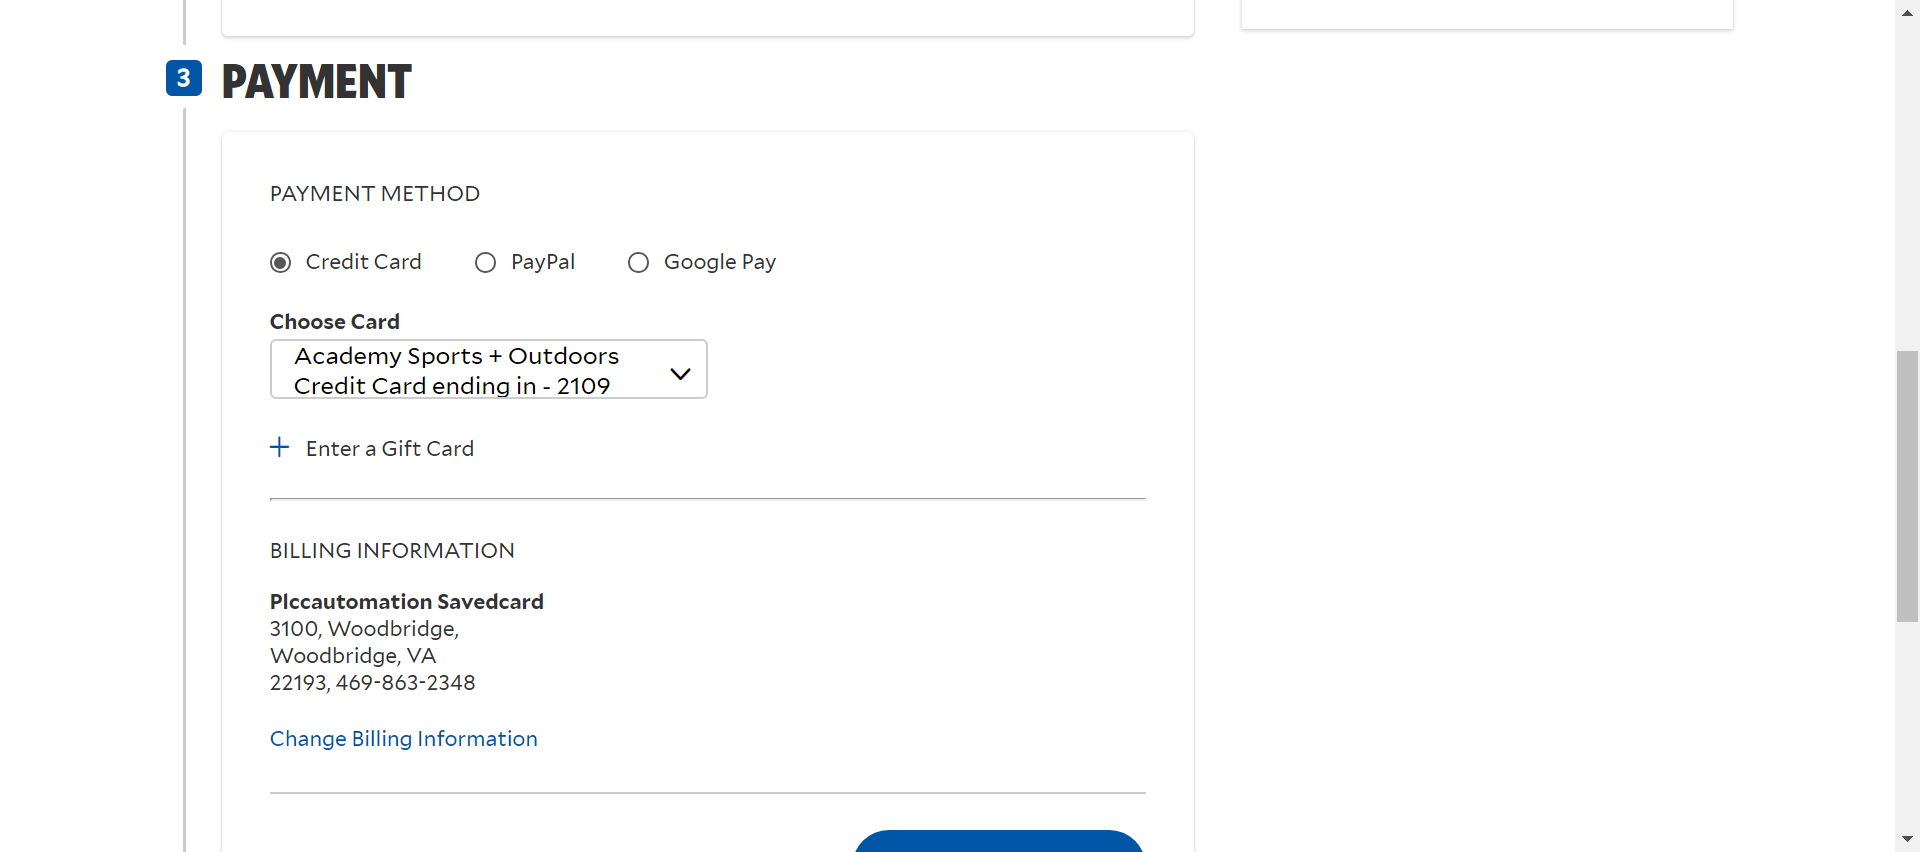 3
PAYMENT
PAYMENT METHOD
Credit Card
PayPal
Google Pay
Choose Card
Academy Sports + Outdoors
Credit Card ending in - 2109
+ Enter a Gift Card
BILLING INFORMATION
Plccautomation Savedcard
3100, Woodbridge,
Woodbridge, VA
22193, 469-863-2348
Change Billing Information